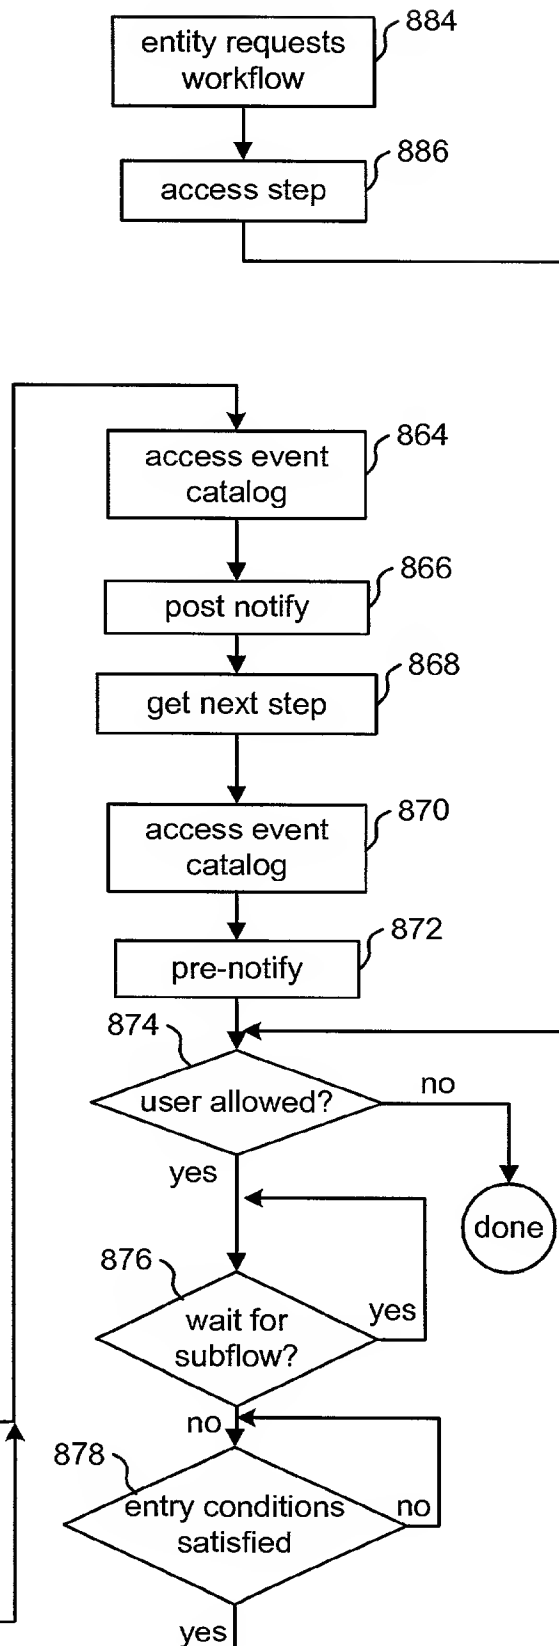 884
entity requests
workflow
886
access step
864
access event
catalog
866
post notify
868
get next step
870
access event
catalog
872
pre-notify
874
user allowed?
no
yes
done
876
wait for
subflow?
yes
no
878
entry conditions
satisfied
no
yes